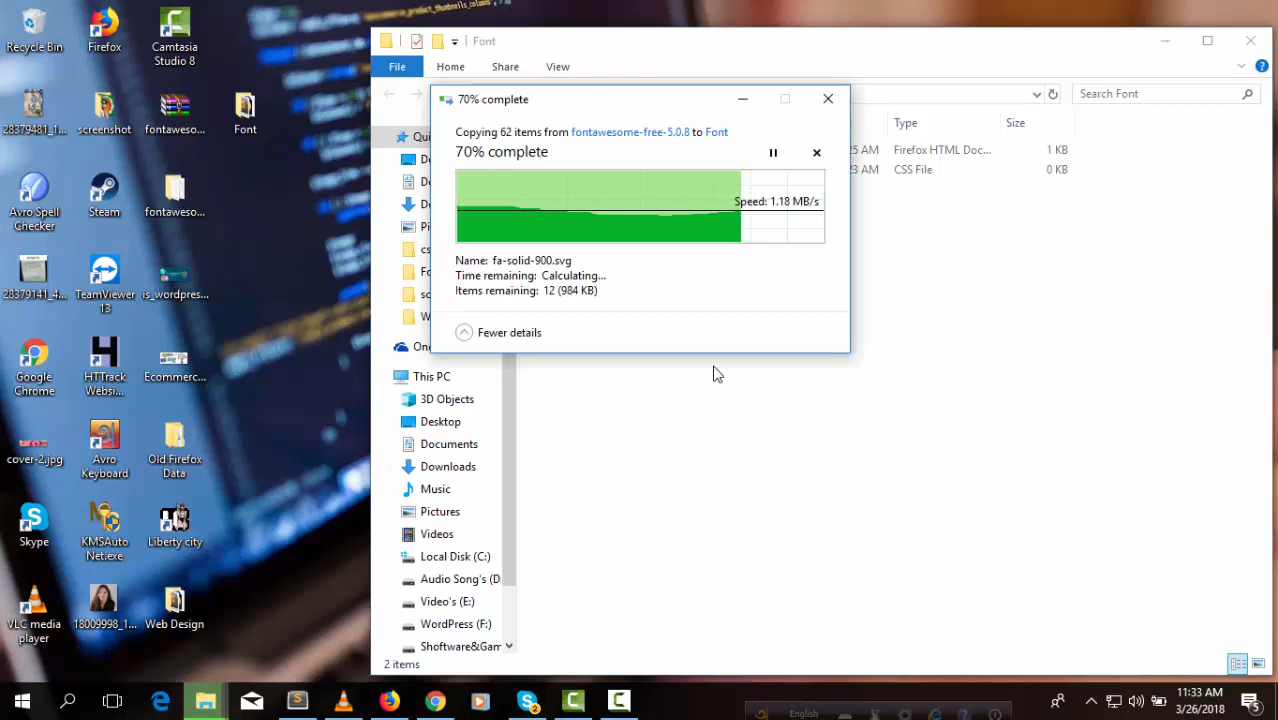 Recycle Bin
Firefox
Camtasia
Studio 8
28379481_1...
screenshot
fontaweso...
Font
Avro Spell
Checker
Steam
fontaweso...
28379141_4...
TeamViewer
13
is_wordpres...
Google
Chrome
HTTrack
Websi...
Ecommerc...
cover-2.jpg
Avro
Keyboard
Old Firefox
Data
Skype
KMSAuto
Net.exe
Liberty city
VLC media
player
18009998_1...
Web Design
Font
File
Home
Share
View
Search Font
Type
Size
25 AM
Firefox HTML Doc...
1 KB
23 AM
CSS File
0 KB
70% complete
Copying 62 items from fontawesome-free-5.0.8 to Font
70% complete
Speed: 1.18 MB/s
Name: fa-solid-900.svg
Time remaining: Calculating...
Items remaining: 12 (984 KB)
Fewer details
This PC
3D Objects
Desktop
Documents
Downloads
Music
Pictures
Videos
Local Disk (C:)
Audio Song's (D:
Video's (E:)
WordPress (F:)
Shoftware&Gam
2 items
English
11:33 AM
3/26/2018